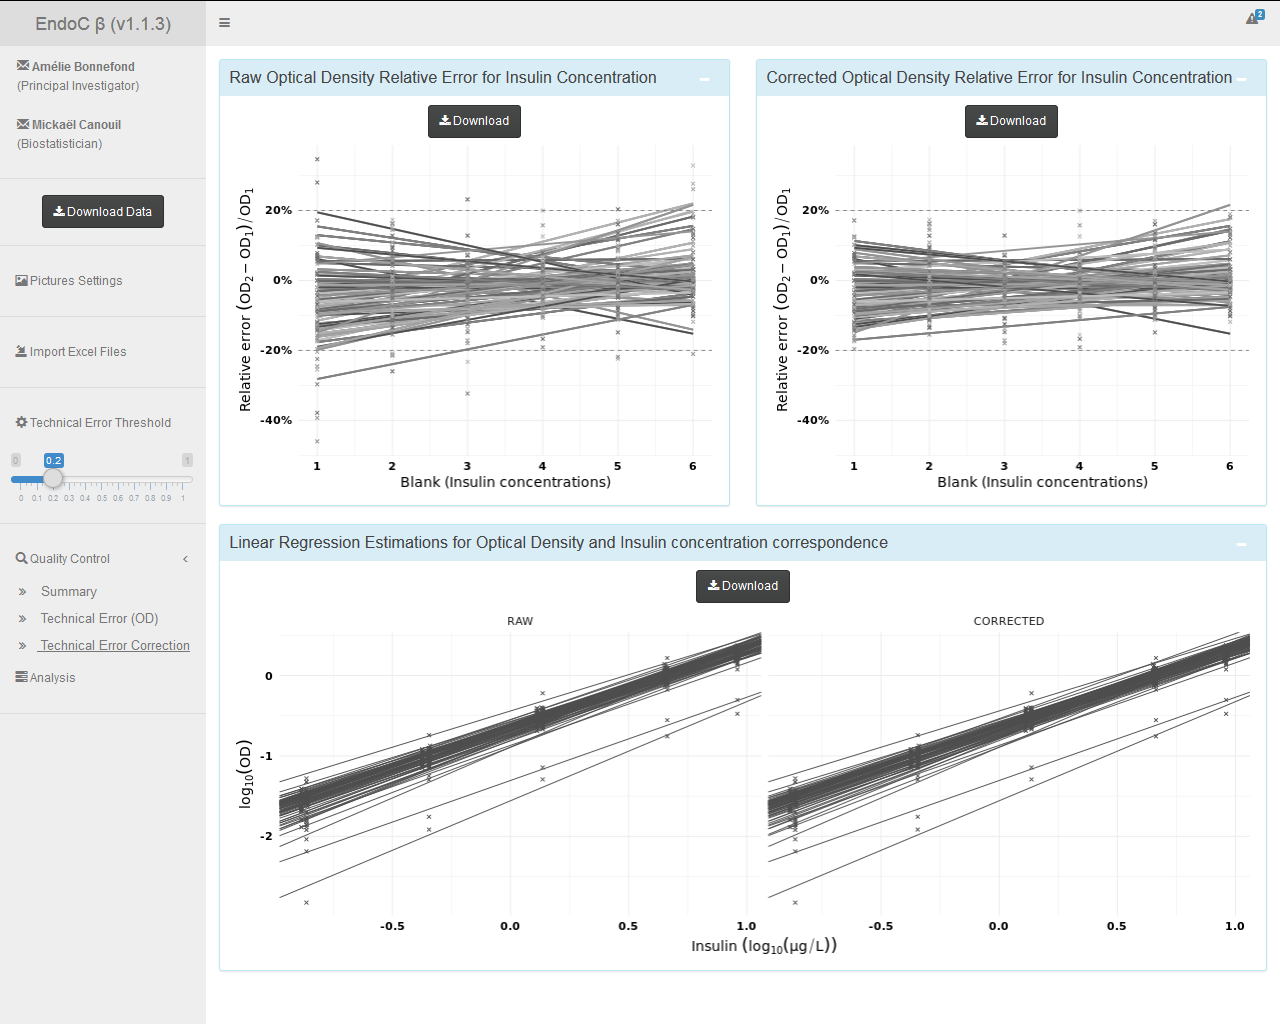 EndoC β (v1.1.3)
2
Amélie Bonnefond
(Principal Investigator)
Mickaël Canouil
(Biostatistician)
Download Data
Pictures Settings
Import Excel Files
Technical Error Threshold
0 0.2 1
0 0.1 0.2 0.3 0.4 0.5 0.6 0.7 0.8 0.9 1
Quality Control
Summary
Technical Error (OD)
Technical Error Correction
Analysis
Raw Optical Density Relative Error for Insulin Concentration
Download
Relative error (OD2 − OD1)/OD1
20%
0%
-20%
-40%
1 2 3 4 5 6
Blank (Insulin concentrations)
Corrected Optical Density Relative Error for Insulin Concentration
Download
Relative error (OD2 − OD1)/OD1
20%
0%
-20%
-40%
1 2 3 4 5 6
Blank (Insulin concentrations)
Linear Regression Estimations for Optical Density and Insulin concentration correspondence
Download
RAW CORRECTED
log10(OD)
0
-1
-2
-0.5 0.0 0.5 1.0 -0.5 0.0 0.5 1.0
Insulin (log10(µg/L))